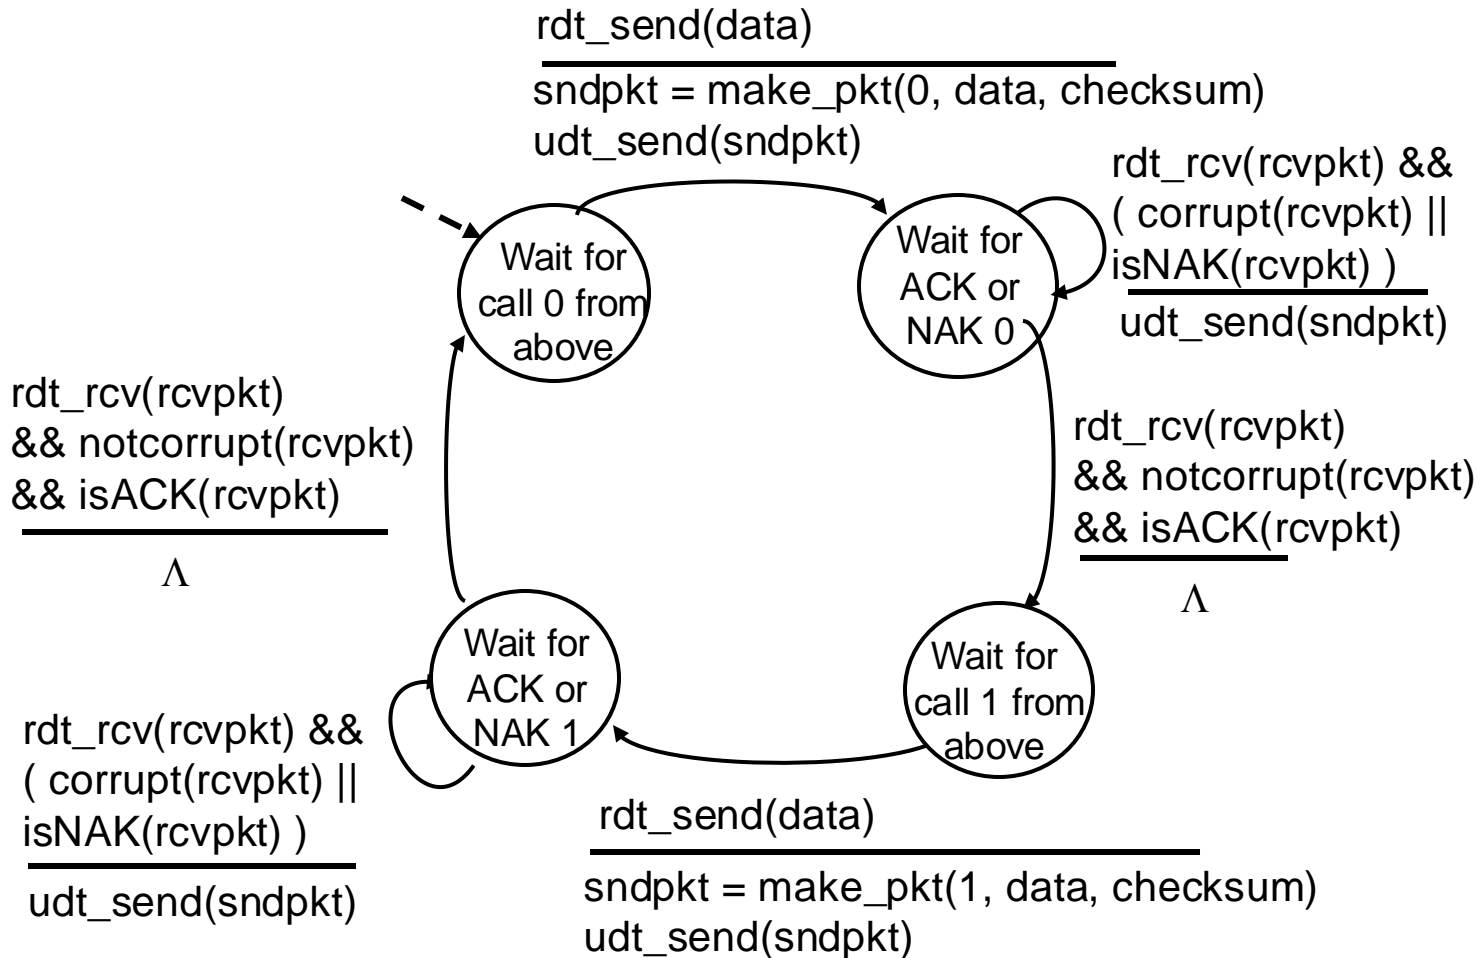 rdt_send(data)
sndpkt = make_pkt(0, data, checksum)
udt_send(sndpkt)
rdt_rcv(rcvpkt) &&
( corrupt(rcvpkt) ||
isNAK(rcvpkt) )
udt_send(sndpkt)
Wait for
call 0 from
above
Wait for
ACK or
NAK 0
rdt_rcv(rcvpkt)
&& notcorrupt(rcvpkt)
&& isACK(rcvpkt)
Λ
rdt_rcv(rcvpkt)
&& notcorrupt(rcvpkt)
&& isACK(rcvpkt)
Λ
Wait for
ACK or
NAK 1
Wait for
call 1 from
above
rdt_rcv(rcvpkt) &&
( corrupt(rcvpkt) ||
isNAK(rcvpkt) )
udt_send(sndpkt)
rdt_send(data)
sndpkt = make_pkt(1, data, checksum)
udt_send(sndpkt)